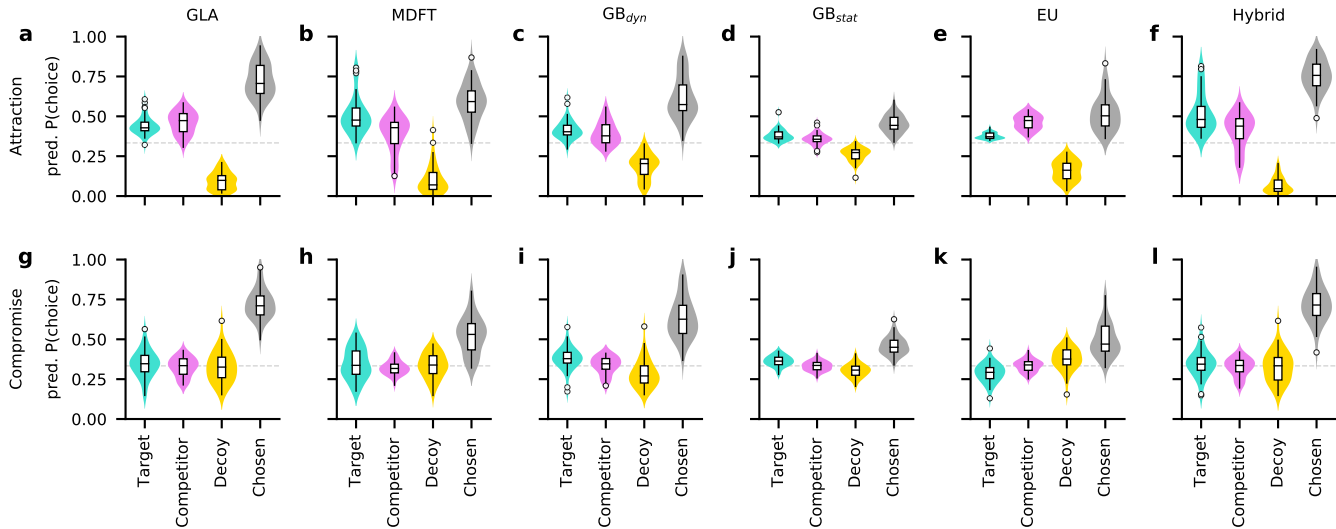 GLA MDFT GB_dyn GB_stat EU Hybrid
a b c d e f
Attraction
pred. P(choice)
1.00
0.75
0.50
0.25
0.00
g h i j k l
Compromise
pred. P(choice)
1.00
0.75
0.50
0.25
0.00
Target Competitor Decoy Chosen
Target Competitor Decoy Chosen
Target Competitor Decoy Chosen
Target Competitor Decoy Chosen
Target Competitor Decoy Chosen
Target Competitor Decoy Chosen